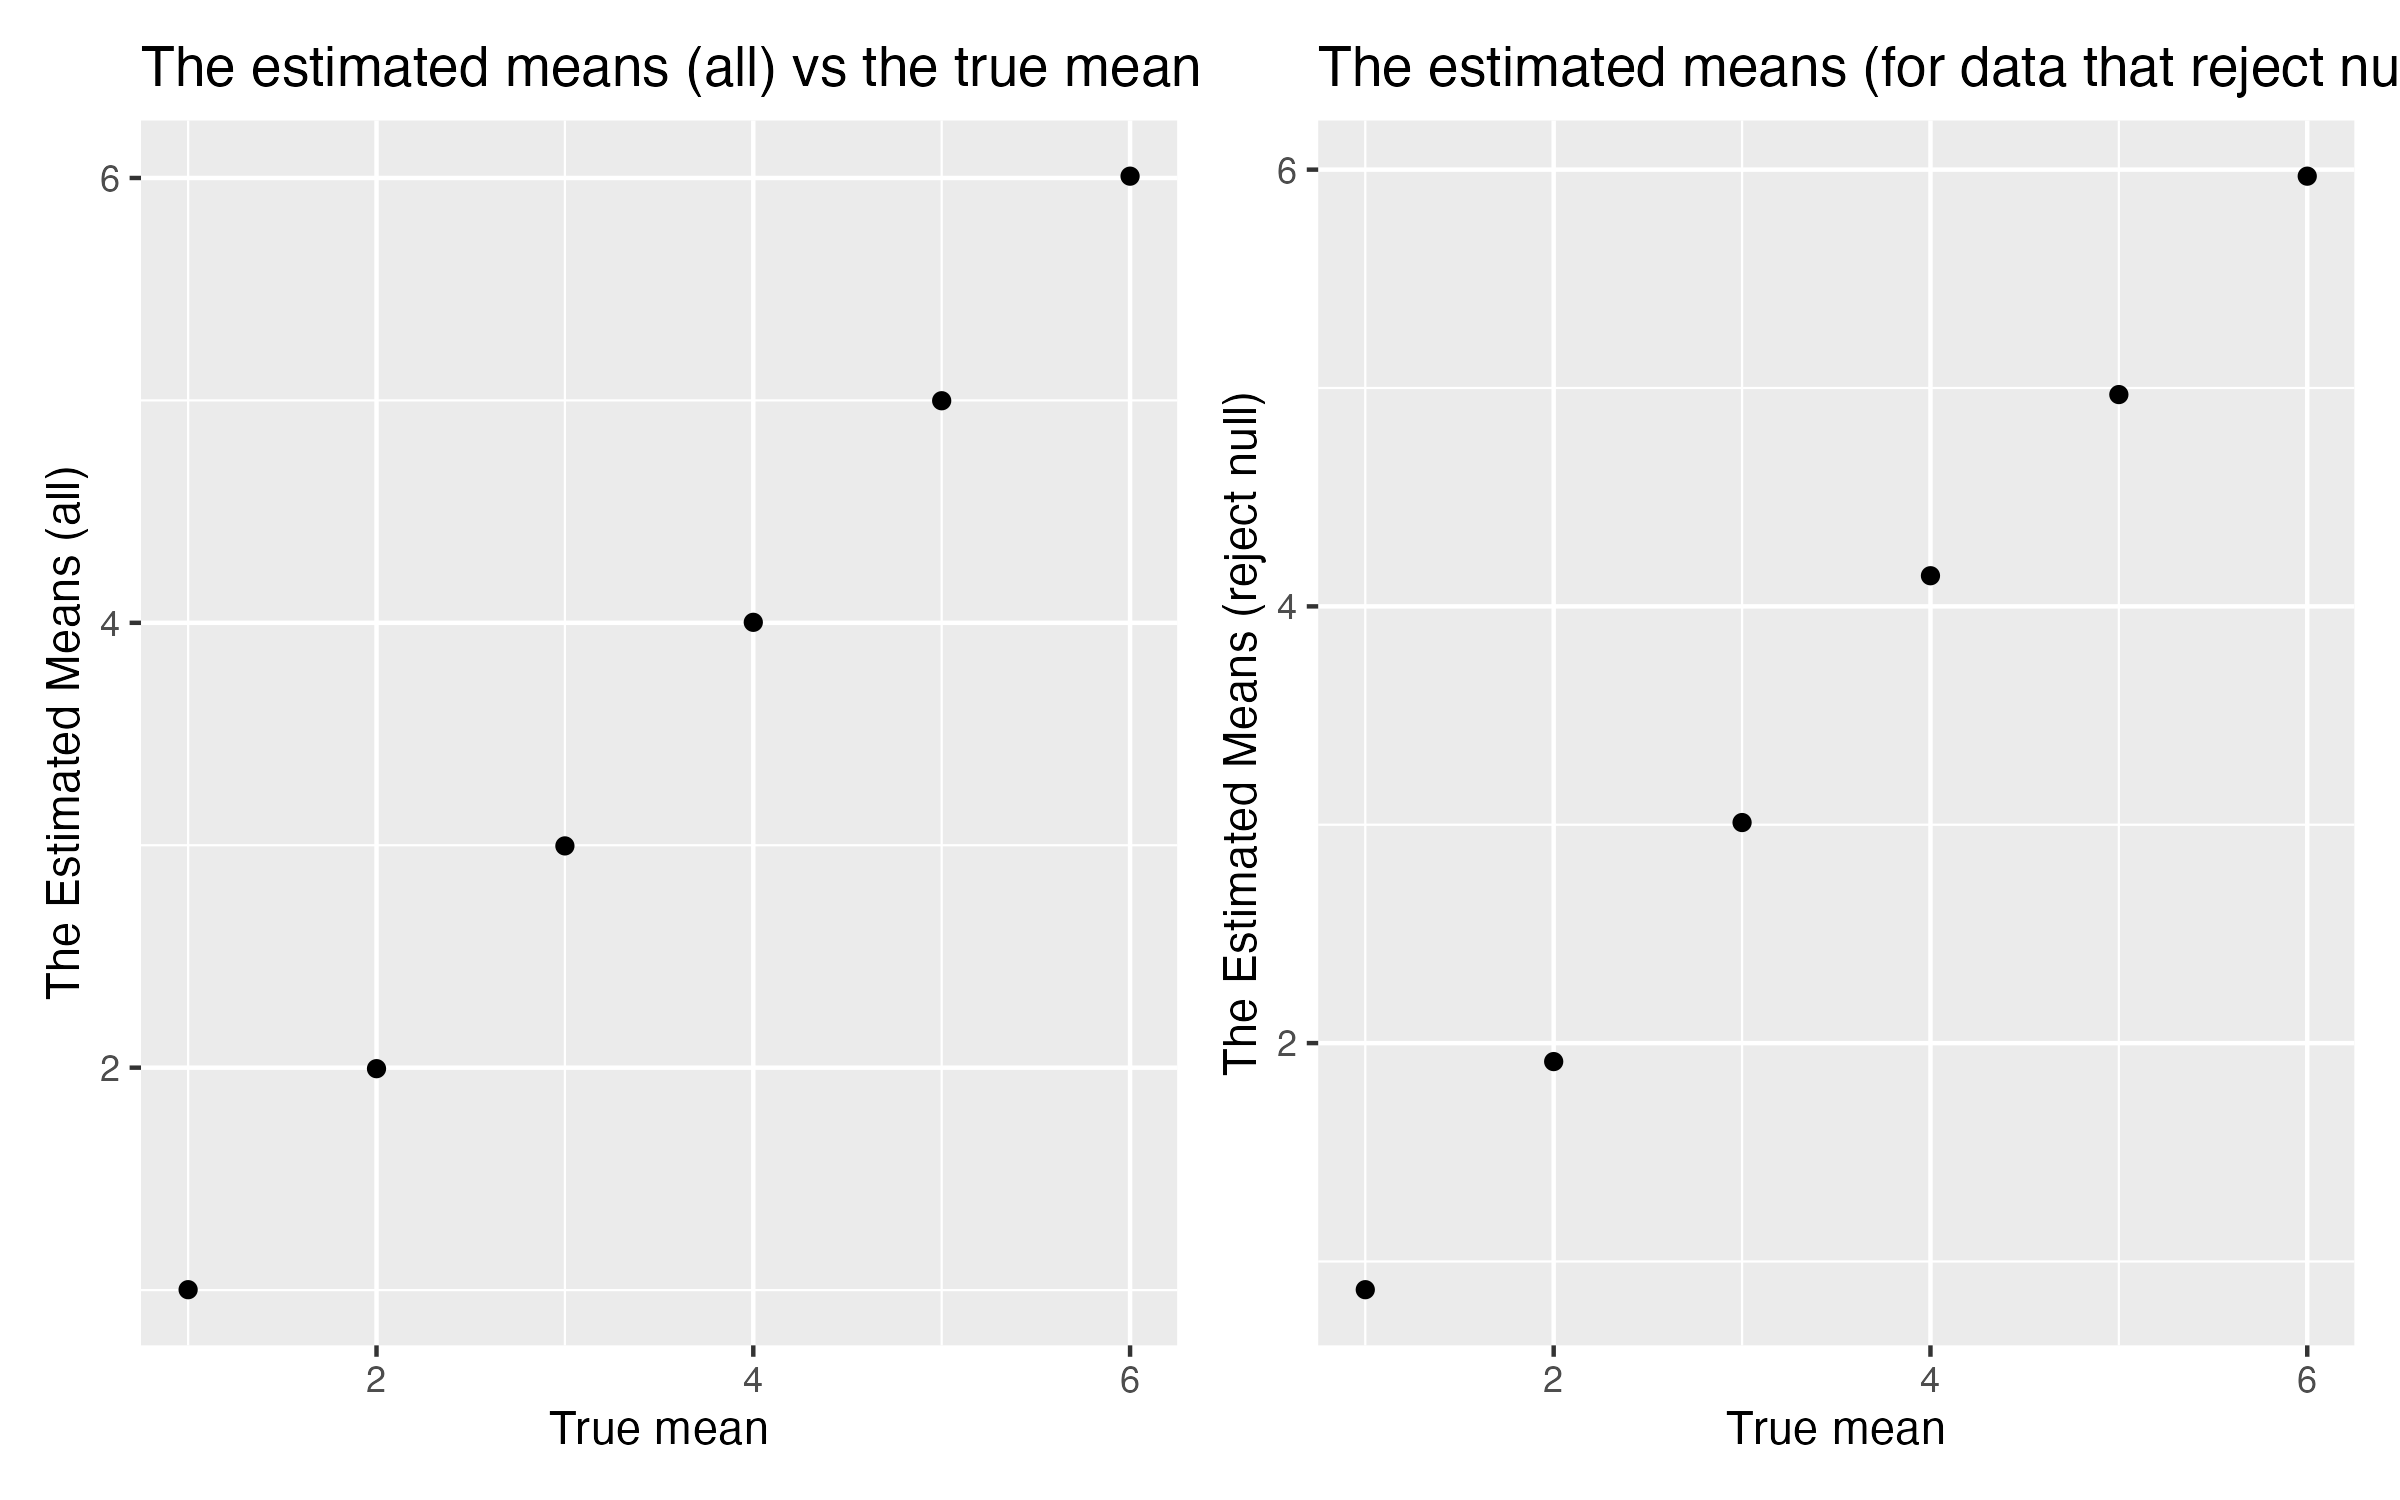 The estimated means (all) vs the true mean
The Estimated Means (all)
6
4
2
2 4 6
True mean
The estimated means (for data that reject nu
The Estimated Means (reject null)
6
4
2
2 4 6
True mean